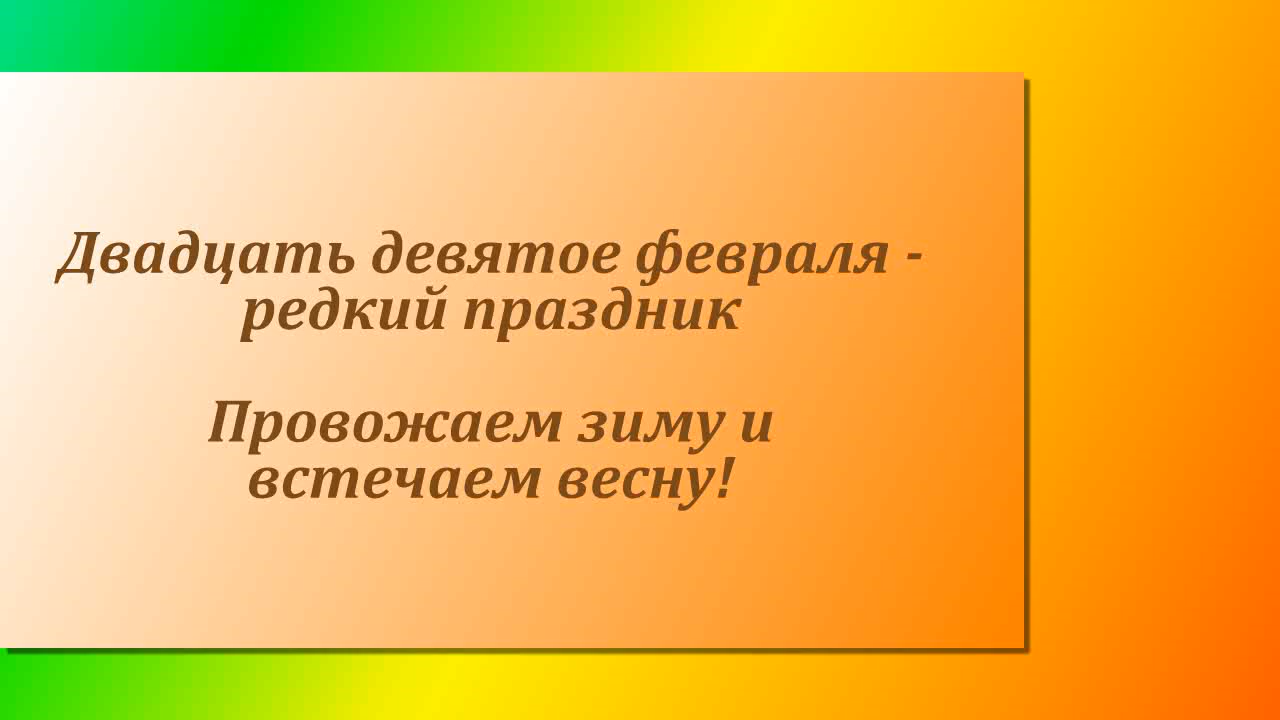 Двадцать девятое февраля -
редкий праздник
Провожаем зиму и
встечаем весну!